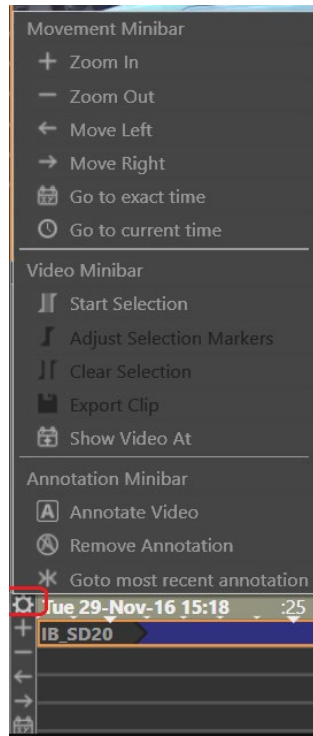 Movement Minibar
Zoom In
Zoom Out
Move Left
Move Right
Go to exact time
Go to current time
Video Minibar
Start Selection
Adjust Selection Markers
Clear Selection
Export Clip
Show Video At
Annotation Minibar
A Annotate Video
Remove Annotation
Goto most recent annotation
Tue 29-Nov-16 15:18 :25
IB_SD20